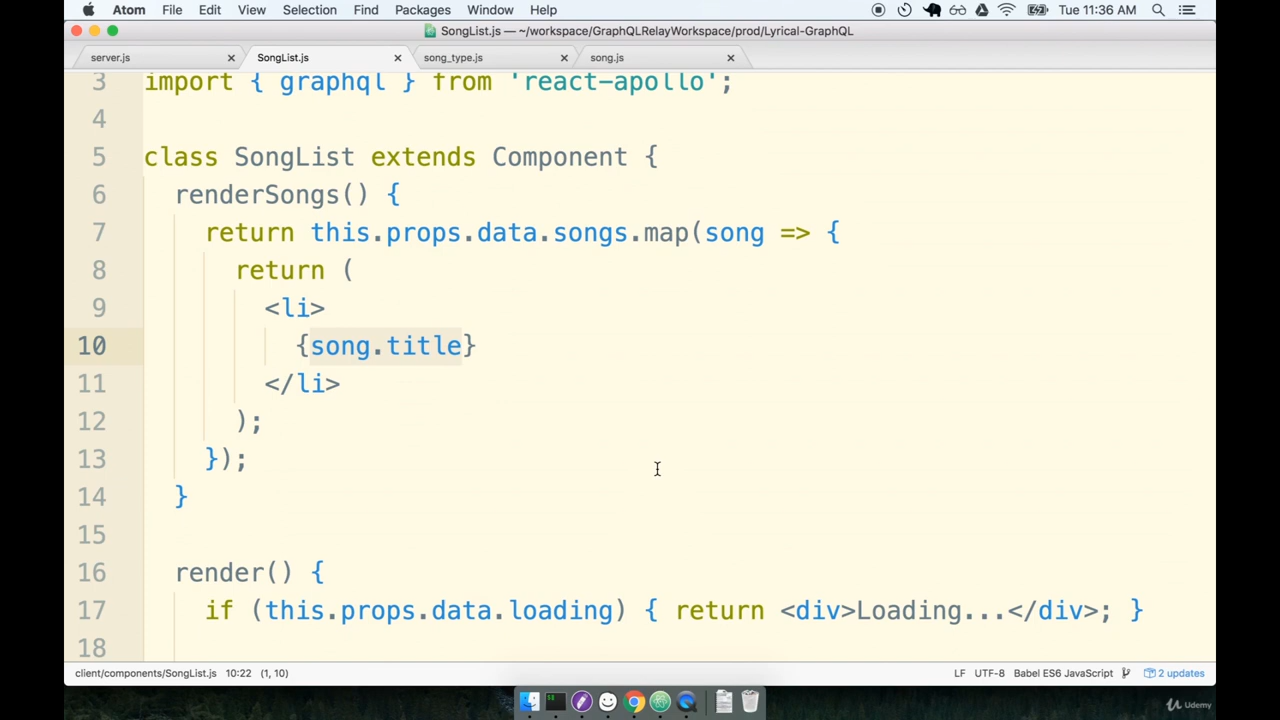 Atom File Edit View Selection Find Packages Window Help Tue 11:36 AM
SongList.js — ~/workspace/GraphQLRelayWorkspace/prod/Lyrical-GraphQL
server.js SongList.js song_type.js song.js
3 import { graphql } from 'react-apollo';
4
5 class SongList extends Component {
6 renderSongs() {
7 return this.props.data.songs.map(song => {
8 return (
9 <li>
10 {song.title}
11 </li>
12 );
13 });
14 }
15
16 render() {
17 if (this.props.data.loading) { return <div>Loading...</div>; }
18
client/components/SongList.js 10:22 (1, 10) LF UTF-8 Babel ES6 JavaScript 2 updates
Udemy